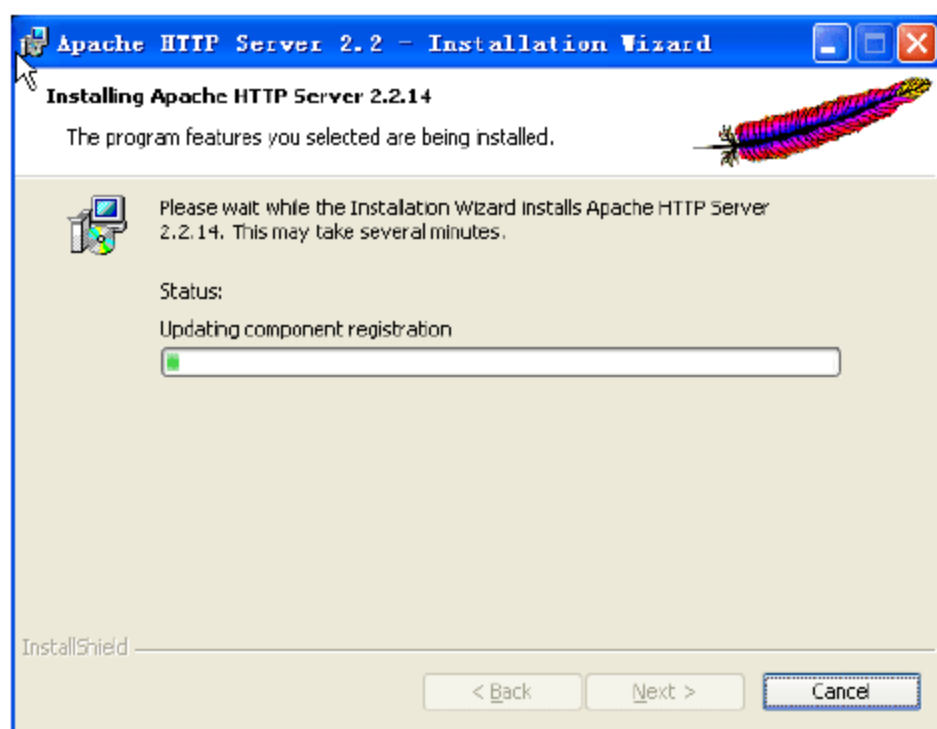 Apache HTTP Server 2.2 - Installation Wizard
Installing Apache HTTP Server 2.2.14
The program features you selected are being installed.
Please wait while the Installation Wizard installs Apache HTTP Server
2.2.14. This may take several minutes.
Status:
Updating component registration
InstallShield
< Back
Next >
Cancel